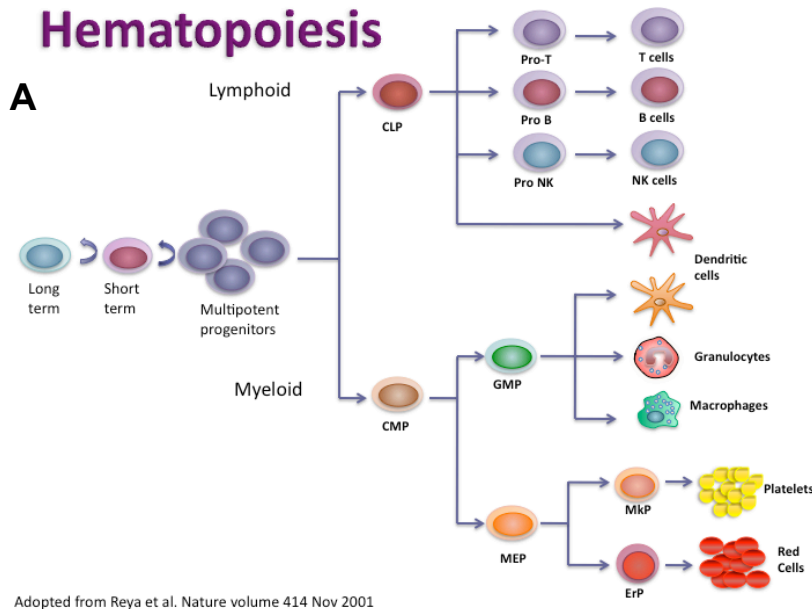 Hematopoiesis
A
Lymphoid
CLP
Pro-T
T cells
Pro B
B cells
Pro NK
NK cells
Dendritic
cells
Long
term
Short
term
Multipotent
progenitors
Myeloid
CMP
GMP
Granulocytes
Macrophages
MEP
MkP
Platelets
ErP
Red
Cells
Adopted from Reya et al. Nature volume 414 Nov 2001